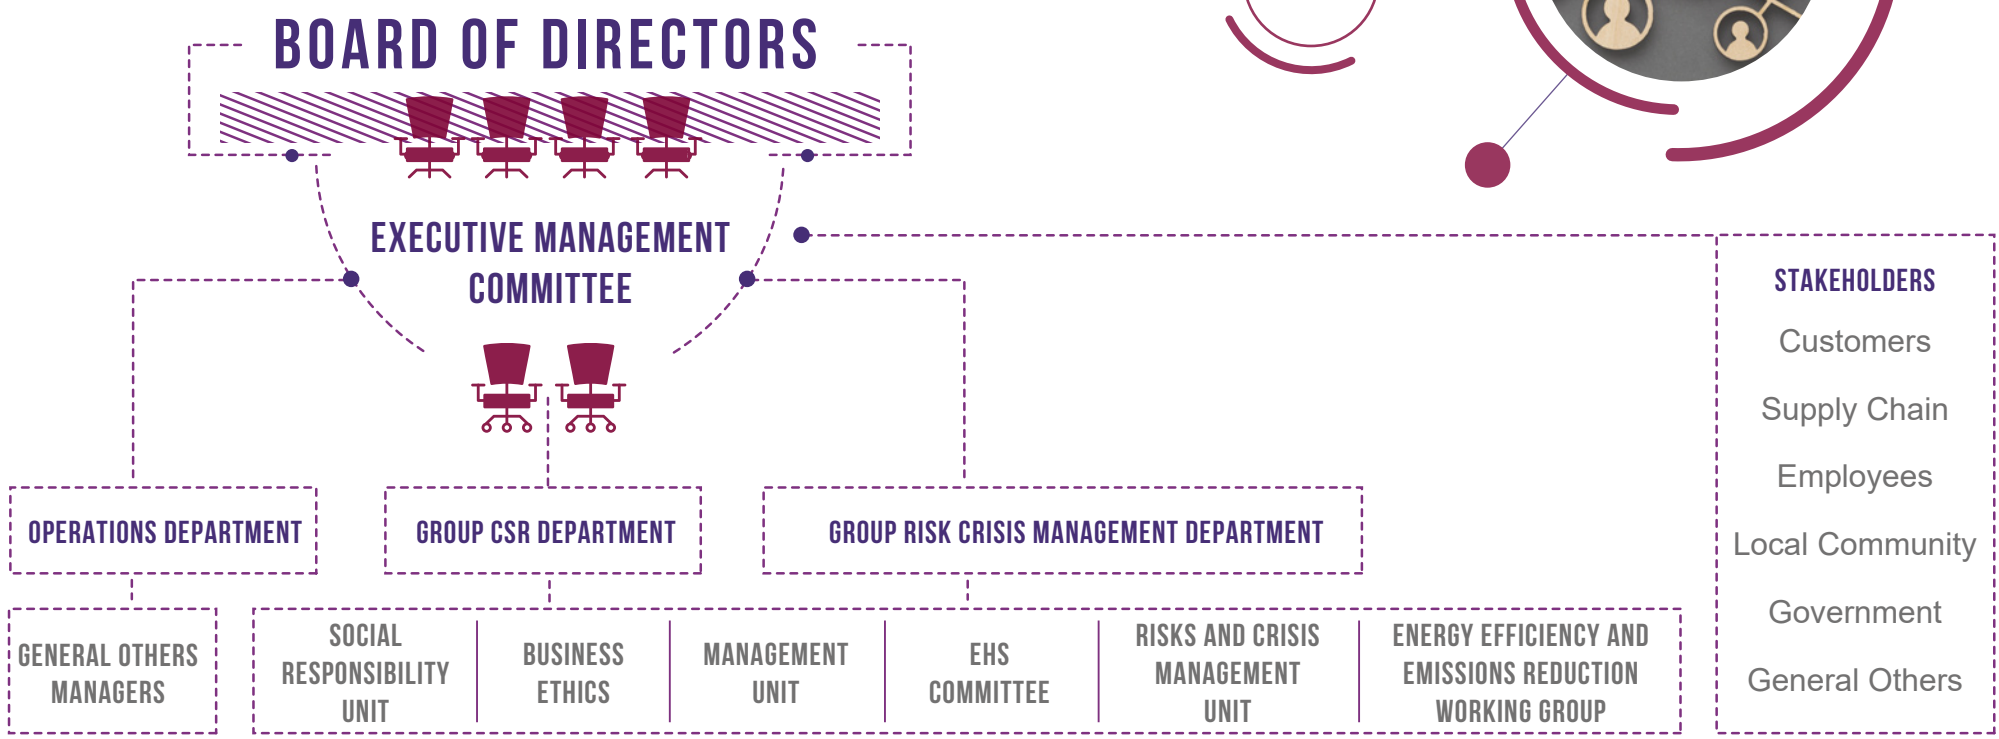 BOARD OF DIRECTORS
EXECUTIVE MANAGEMENT
COMMITTEE
OPERATIONS DEPARTMENT
GROUP CSR DEPARTMENT
GROUP RISK CRISIS MANAGEMENT DEPARTMENT
GENERAL OTHERS
MANAGERS
SOCIAL
RESPONSIBILITY
UNIT
BUSINESS
ETHICS
MANAGEMENT
UNIT
EHS
COMMITTEE
RISKS AND CRISIS
MANAGEMENT
UNIT
ENERGY EFFICIENCY AND
EMISSIONS REDUCTION
WORKING GROUP
STAKEHOLDERS
Customers
Supply Chain
Employees
Local Community
Government
General Others